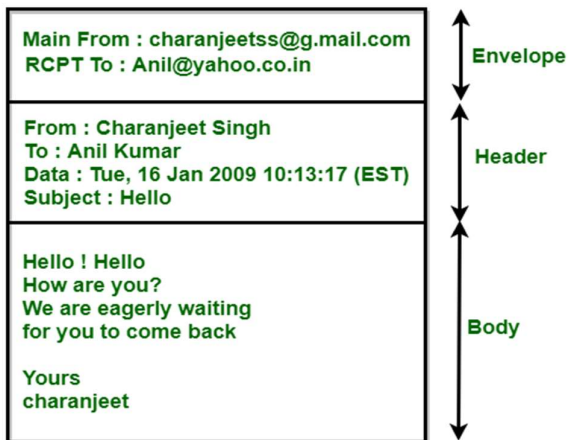 Main From : charanjeetss@g.mail.com
RCPT To : Anil@yahoo.co.in
Envelope
From : Charanjeet Singh
To : Anil Kumar
Data : Tue, 16 Jan 2009 10:13:17 (EST)
Subject : Hello
Header
Hello ! Hello
How are you?
We are eagerly waiting
for you to come back
Yours
charanjeet
Body